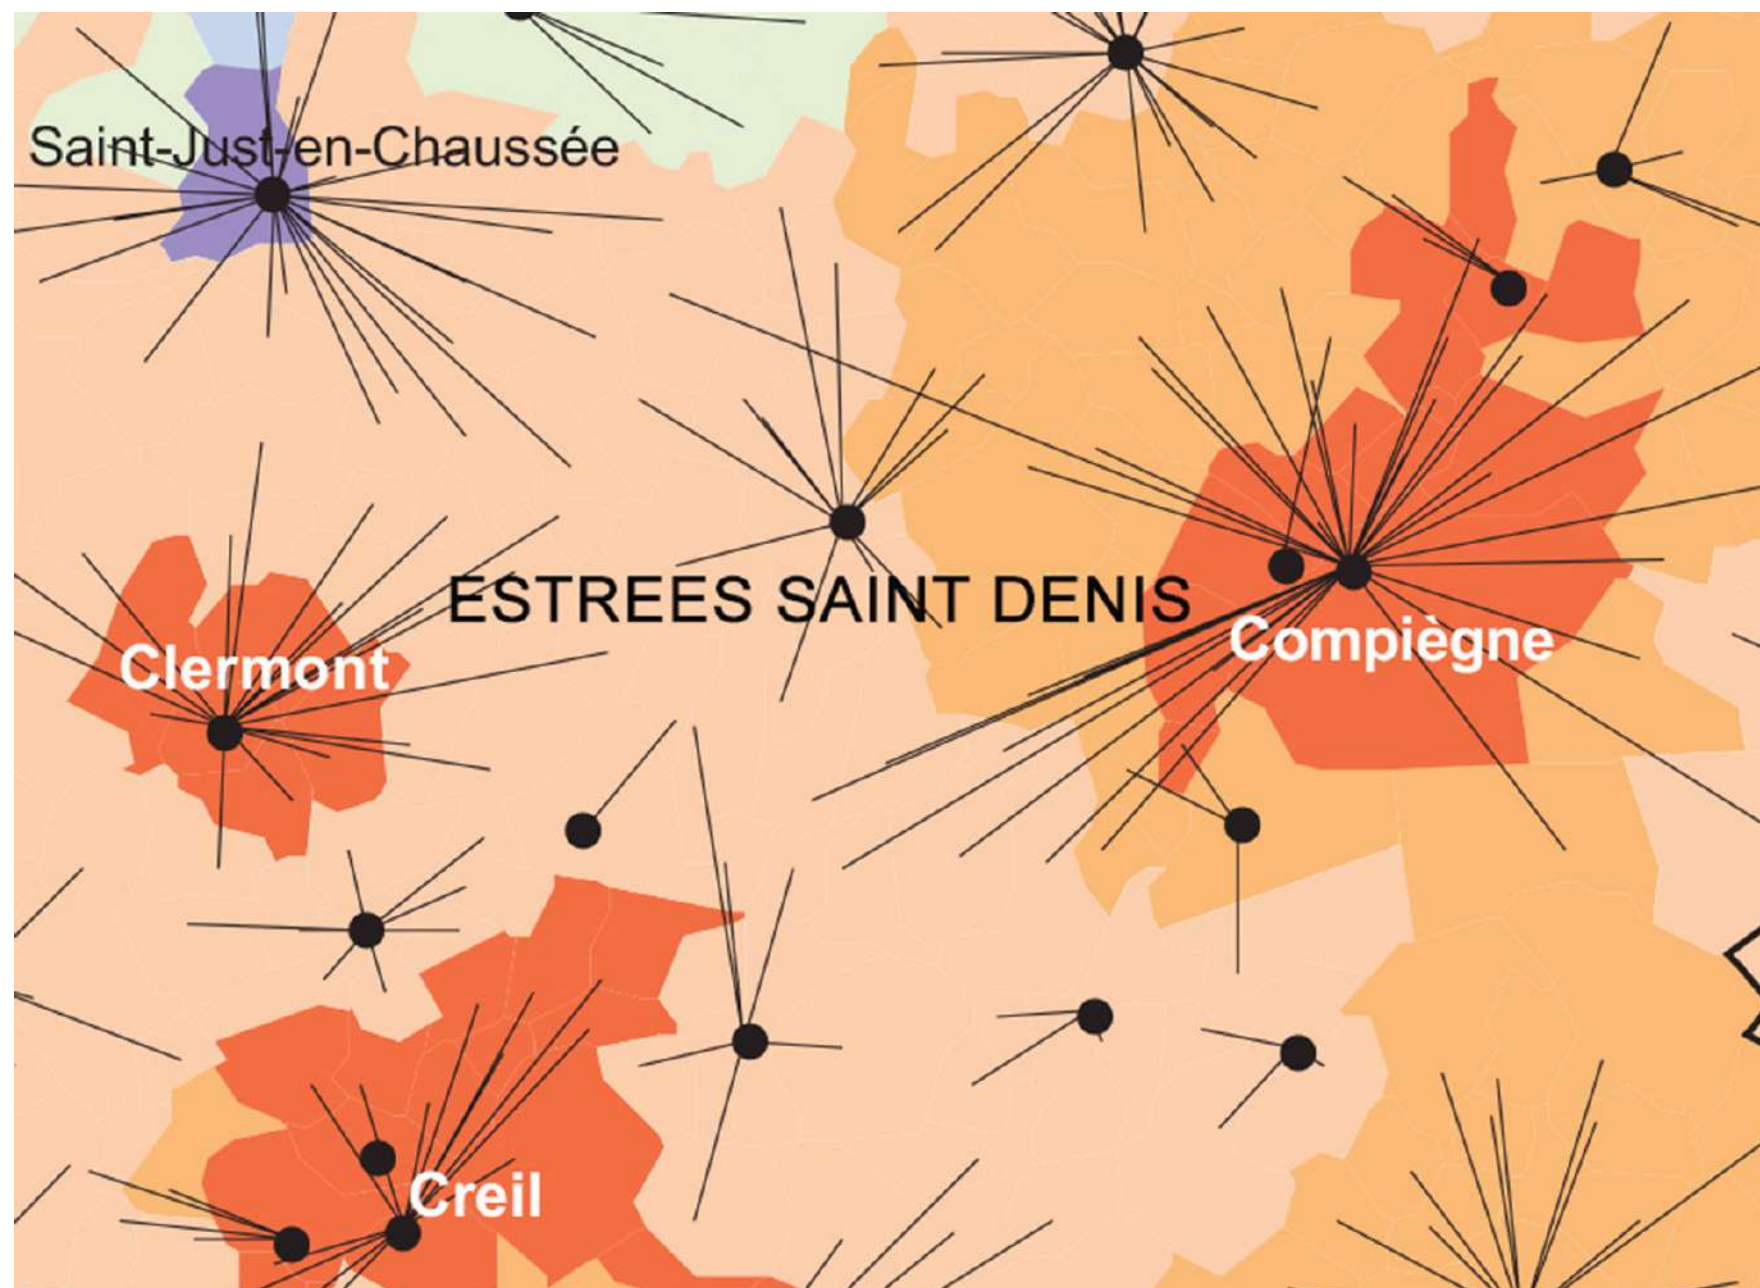 Saint-Just-en-Chaussée
ESTREES SAINT DENIS
Compiègne
Clermont
Creil